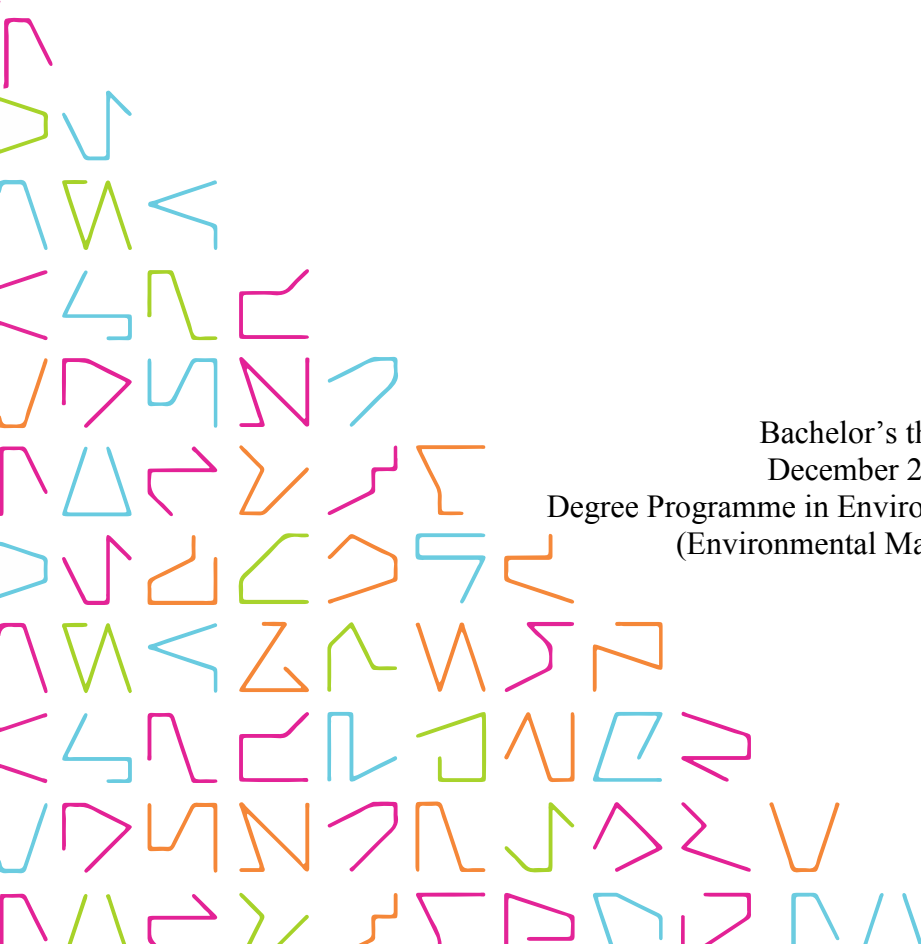 Bachelor's th
December 2
Degree Programme in Enviro
(Environmental Ma